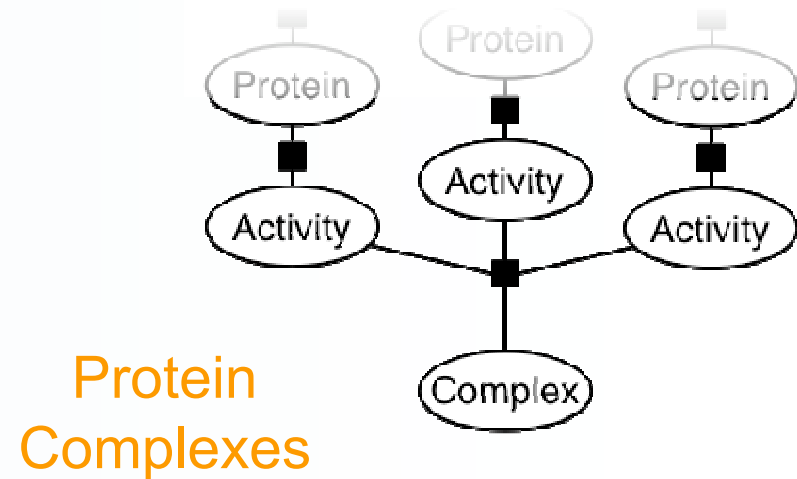 Protein
Protein
Protein
Activity
Activity
Activity
Complex
Protein
Complexes